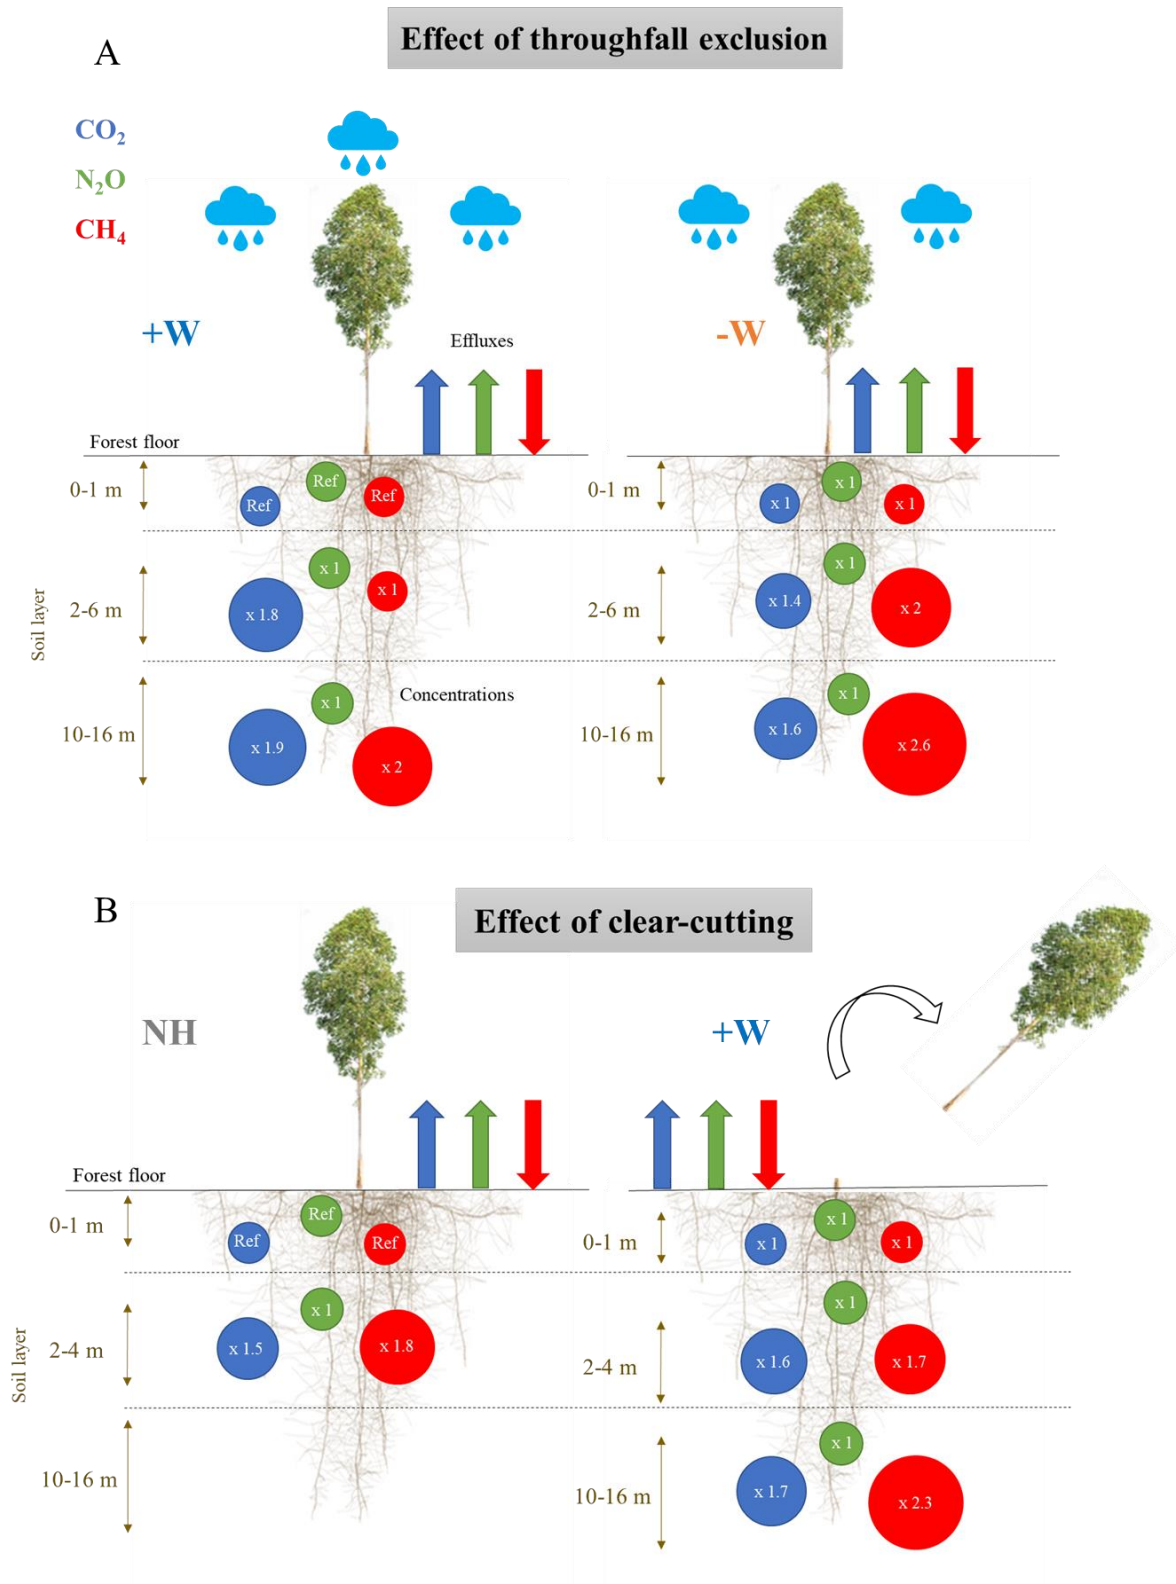 Effect of throughfall exclusion
A
CO₂
N₂O
CH₄
+W
-W
Effluxes
Forest floor
0-1 m
Ref
Ref
Ref
0-1 m
x 1
x 1
x 1
Soil layer
2-6 m
x 1.8
x 1
x 1
2-6 m
x 1.4
x 1
x 2
10-16 m
x 1.9
x 1
x 2
Concentrations
10-16 m
x 1.6
x 1
x 2.6
B
Effect of clear-cutting
NH
+W
Forest floor
0-1 m
Ref
Ref
Ref
0-1 m
x 1
x 1
x 1
Soil layer
2-4 m
x 1.5
x 1
x 1.8
2-4 m
x 1.6
x 1
x 1.7
10-16 m
10-16 m
x 1.7
x 1
x 2.3